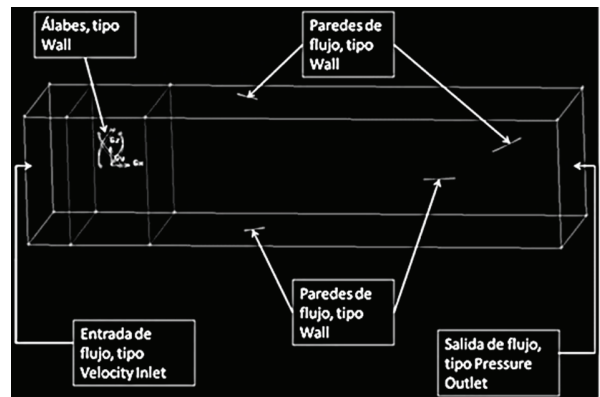 Álabes, tipo
Wall
Paredes de
flujo, tipo
Wall
Paredes de
flujo, tipo
Wall
Entrada de
flujo, tipo
Velocity Inlet
Salida de flujo,
tipo Pressure
Outlet